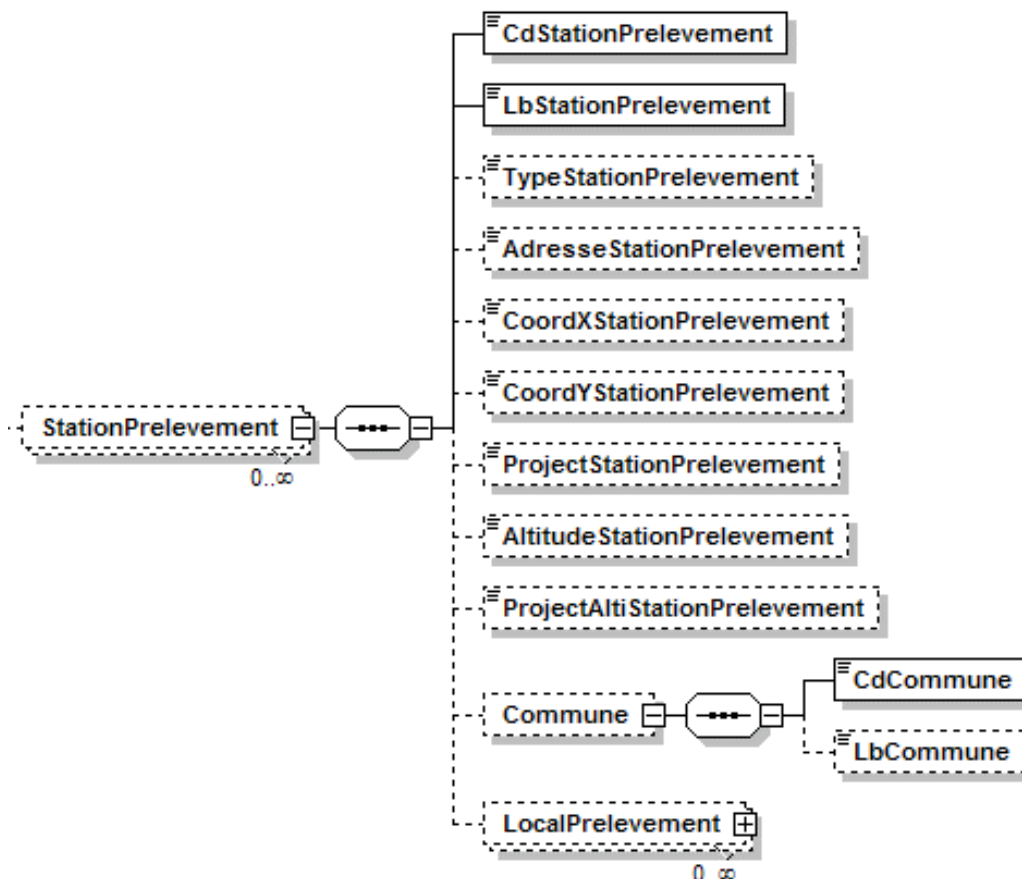 CdStationPrelevement
LbStationPrelevement
TypeStationPrelevement
AdresseStationPrelevement
CoordXStationPrelevement
CoordYStationPrelevement
StationPrelevement
0..∞
ProjectStationPrelevement
AltitudeStationPrelevement
ProjectAltiStationPrelevement
Commune
CdCommune
LbCommune
LocalPrelevement
0..∞